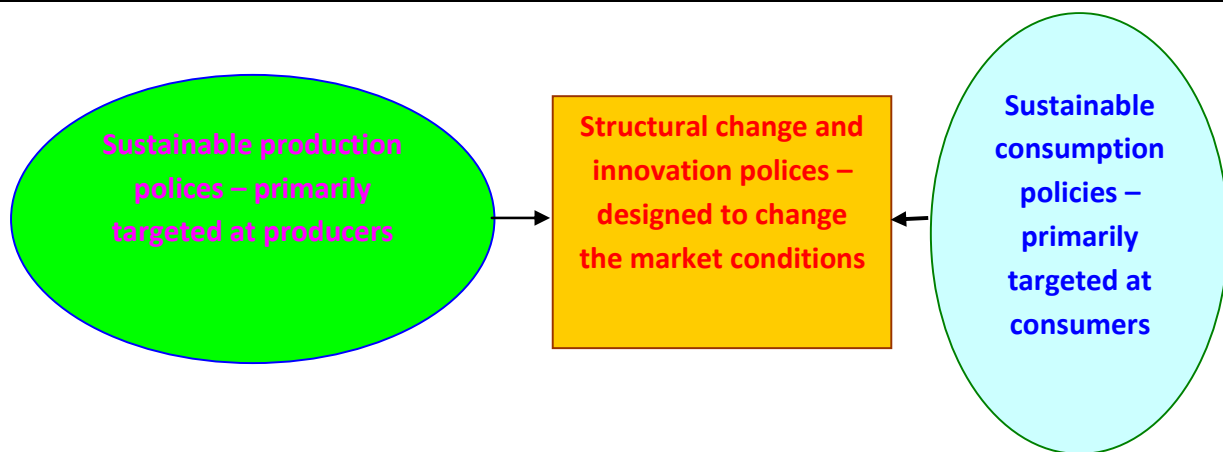 Sustainable production
polices – primarily
targeted at producers
Structural change and
innovation polices –
designed to change
the market conditions
Sustainable
consumption
policies –
primarily
targeted at
consumers